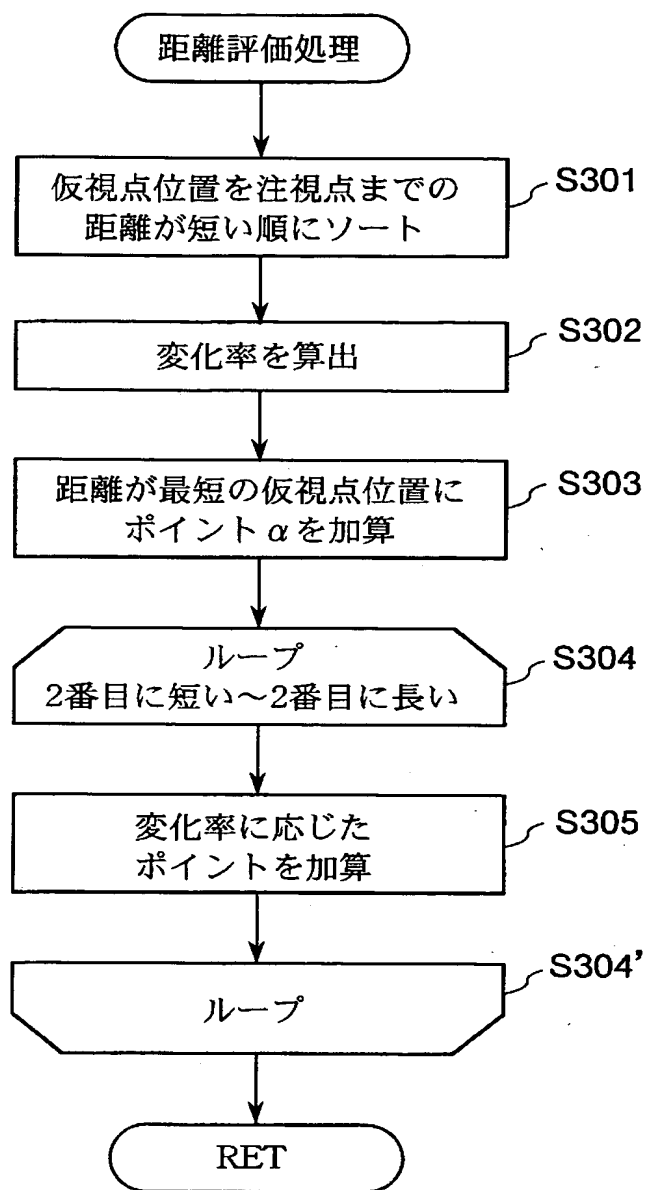 距離評価処理
仮視点位置を注視点までの
距離が短い順にソート
S301
変化率を算出
S302
距離が最短の仮視点位置に
ポイントαを加算
S303
ループ
2番目に短い～2番目に長い
S304
変化率に応じた
ポイントを加算
S305
ループ
S304'
RET